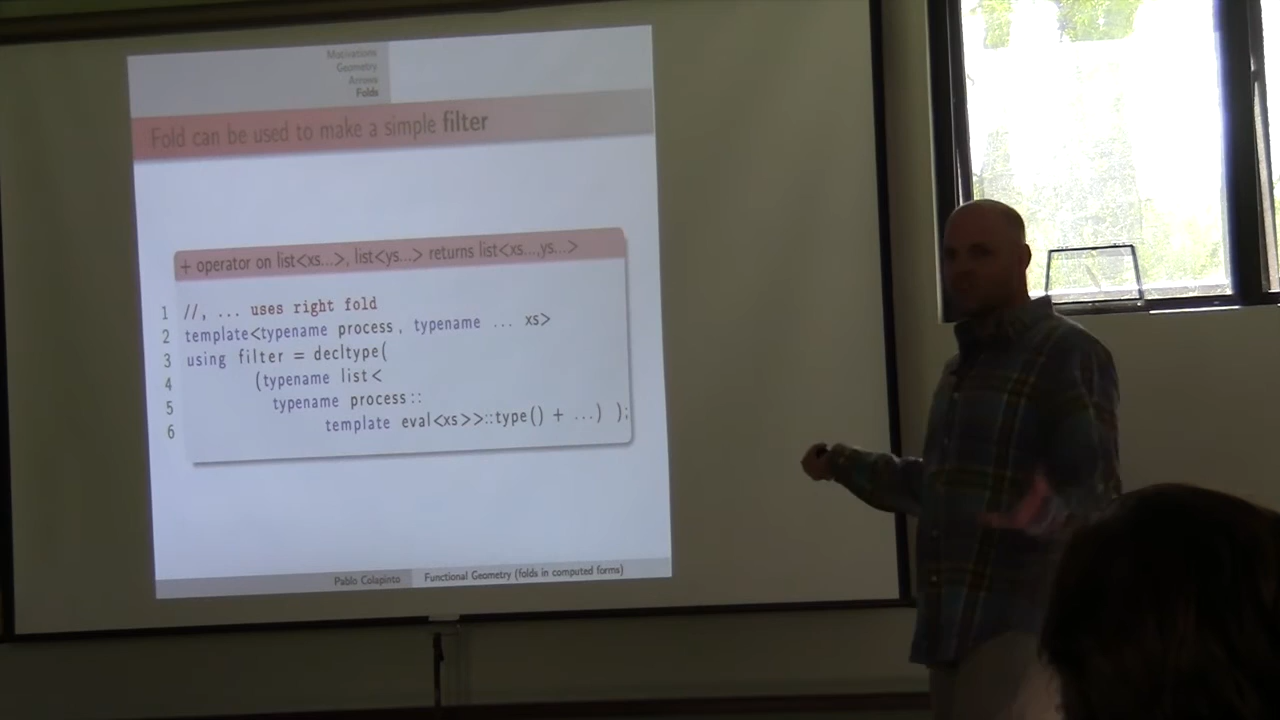 Motivations
Geometry
Arrows
Folds
Fold can be used to make a simple filter
+ operator on list<xs...>, list<ys...> returns list<xs...,ys...>
1 //, ... uses right fold
2 template<typename process, typename ... xs>
3 using filter = decltype(
4 (typename list<
5 typename process::
6 template eval<xs>>::type() + ...) );
Pablo Colapinto Functional Geometry (folds in computed forms)